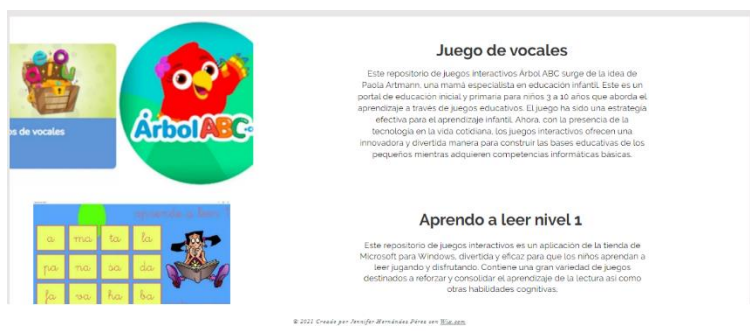 Juego de vocales
Este repositorio de juegos interactivos Árbol ABC surge de la idea de
Paola Artmann, una mamá especialista en educación infantil. Este es un
portal de educación inicial y primaria para niños 3 a 10 años que aborda el
aprendizaje a través de juegos educativos. El juego ha sido una estrategia
efectiva para el aprendizaje infantil. Ahora, con la presencia de la
tecnología en la vida cotidiana, los juegos interactivos ofrecen una
innovadora y divertida manera para construir las bases educativas de los
pequeños mientras adquieren competencias informáticas básicas.
os de vocales
ÁrbolABC
Aprendo a leer nivel 1
Este repositorio de juegos interactivos es un aplicación de la tienda de
Microsoft para Windows, divertida y eficaz para que los niños aprendan a
leer jugando y disfrutando. Contiene una gran variedad de juegos
destinados a reforzar y consolidar el aprendizaje de la lectura así como
otras habilidades cognitivas.
aprendo a leer 1
a ma ta la
pa na sa da
fa va ha ba
© 2021 Creado por Jennifer Hernández Pérez con Wix.com